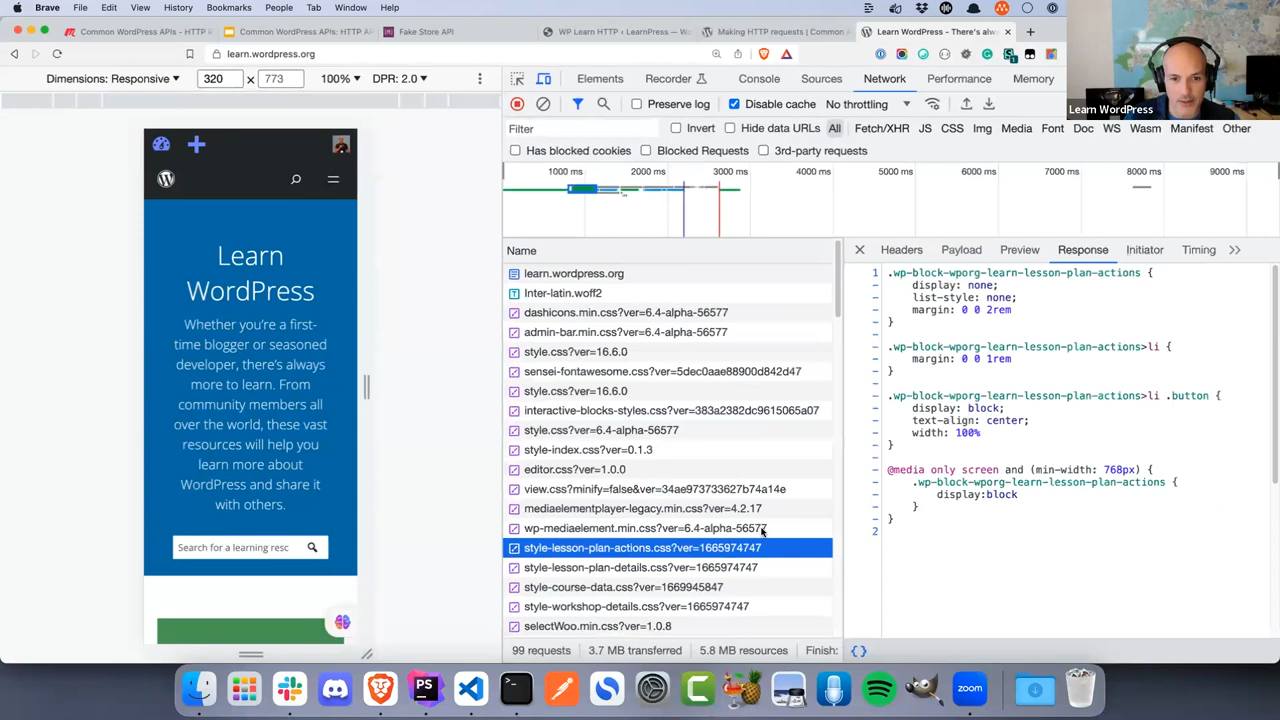 Brave File Edit View History Bookmarks People Tab Window Help
Common WordPress APIs - HTTP R
Common WordPress APIs: HTTP AP
Fake Store API
WP Learn HTTP ‹ LearnPress — Wo
Making HTTP requests | Common A
Learn WordPress - There's alw
learn.wordpress.org
Dimensions: Responsive 320 x 773 100% DPR: 2.0
Elements Recorder Console Sources Network Performance Memory
Preserve log Disable cache No throttling
Learn WordPress
Filter Invert Hide data URLs All Fetch/XHR JS CSS Img Media Font Doc WS Wasm Manifest Other
Has blocked cookies Blocked Requests 3rd-party requests
1000 ms 2000 ms 3000 ms 4000 ms 5000 ms 6000 ms 7000 ms 8000 ms 9000 ms
Learn
WordPress
Whether you're a first-
time blogger or seasoned
developer, there's always
more to learn. From
community members all
over the world, these vast
resources will help you
learn more about
WordPress and share it
with others.
Search for a learning resc
Name
learn.wordpress.org
Inter-latin.woff2
dashicons.min.css?ver=6.4-alpha-56577
admin-bar.min.css?ver=6.4-alpha-56577
style.css?ver=16.6.0
sensei-fontawesome.css?ver=5dec0aae88900d842d47
style.css?ver=16.6.0
interactive-blocks-styles.css?ver=383a2382dc9615065a07
style.css?ver=6.4-alpha-56577
style-index.css?ver=0.1.3
editor.css?ver=1.0.0
view.css?minify=false&ver=34ae973733627b74a14e
mediaelementplayer-legacy.min.css?ver=4.2.17
wp-mediaelement.min.css?ver=6.4-alpha-56577
style-lesson-plan-actions.css?ver=1665974747
style-lesson-plan-details.css?ver=1665974747
style-course-data.css?ver=1669945847
style-workshop-details.css?ver=1665974747
selectWoo.min.css?ver=1.0.8
99 requests 3.7 MB transferred 5.8 MB resources Finish:
Headers Payload Preview Response Initiator Timing
1 .wp-block-wporg-learn-lesson-plan-actions {
- display: none;
- list-style: none;
- margin: 0 0 2rem
- }
-
- .wp-block-wporg-learn-lesson-plan-actions>li {
- margin: 0 0 1rem
- }
-
- .wp-block-wporg-learn-lesson-plan-actions>li .button {
- display: block;
- text-align: center;
- width: 100%
- }
-
- @media only screen and (min-width: 768px) {
- .wp-block-wporg-learn-lesson-plan-actions {
- display:block
- }
- }
2
{}
PS
zoom